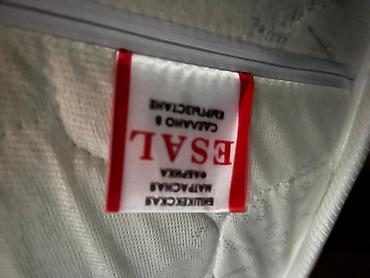 БИШКЕКСКАЯ
МАТРАСНАЯ
ФАБРИКА
ESAL
СДЕЛАНО В
КЫРГЫЗСТАНЕ